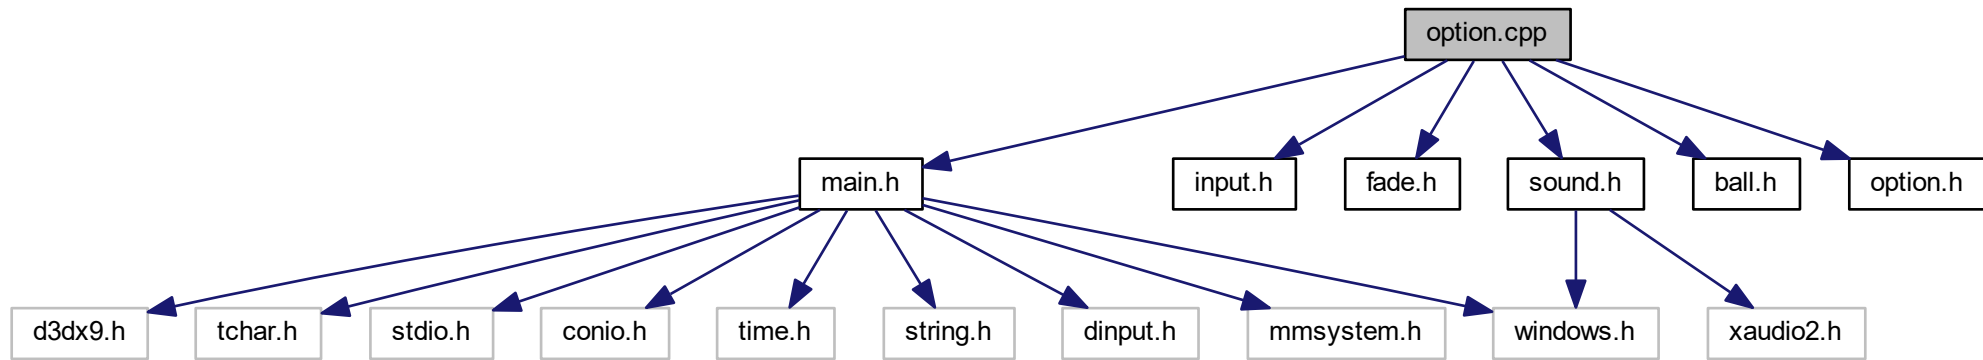 option.cpp
main.h
input.h
fade.h
sound.h
ball.h
option.h
d3dx9.h
tchar.h
stdio.h
conio.h
time.h
string.h
dinput.h
mmsystem.h
windows.h
xaudio2.h